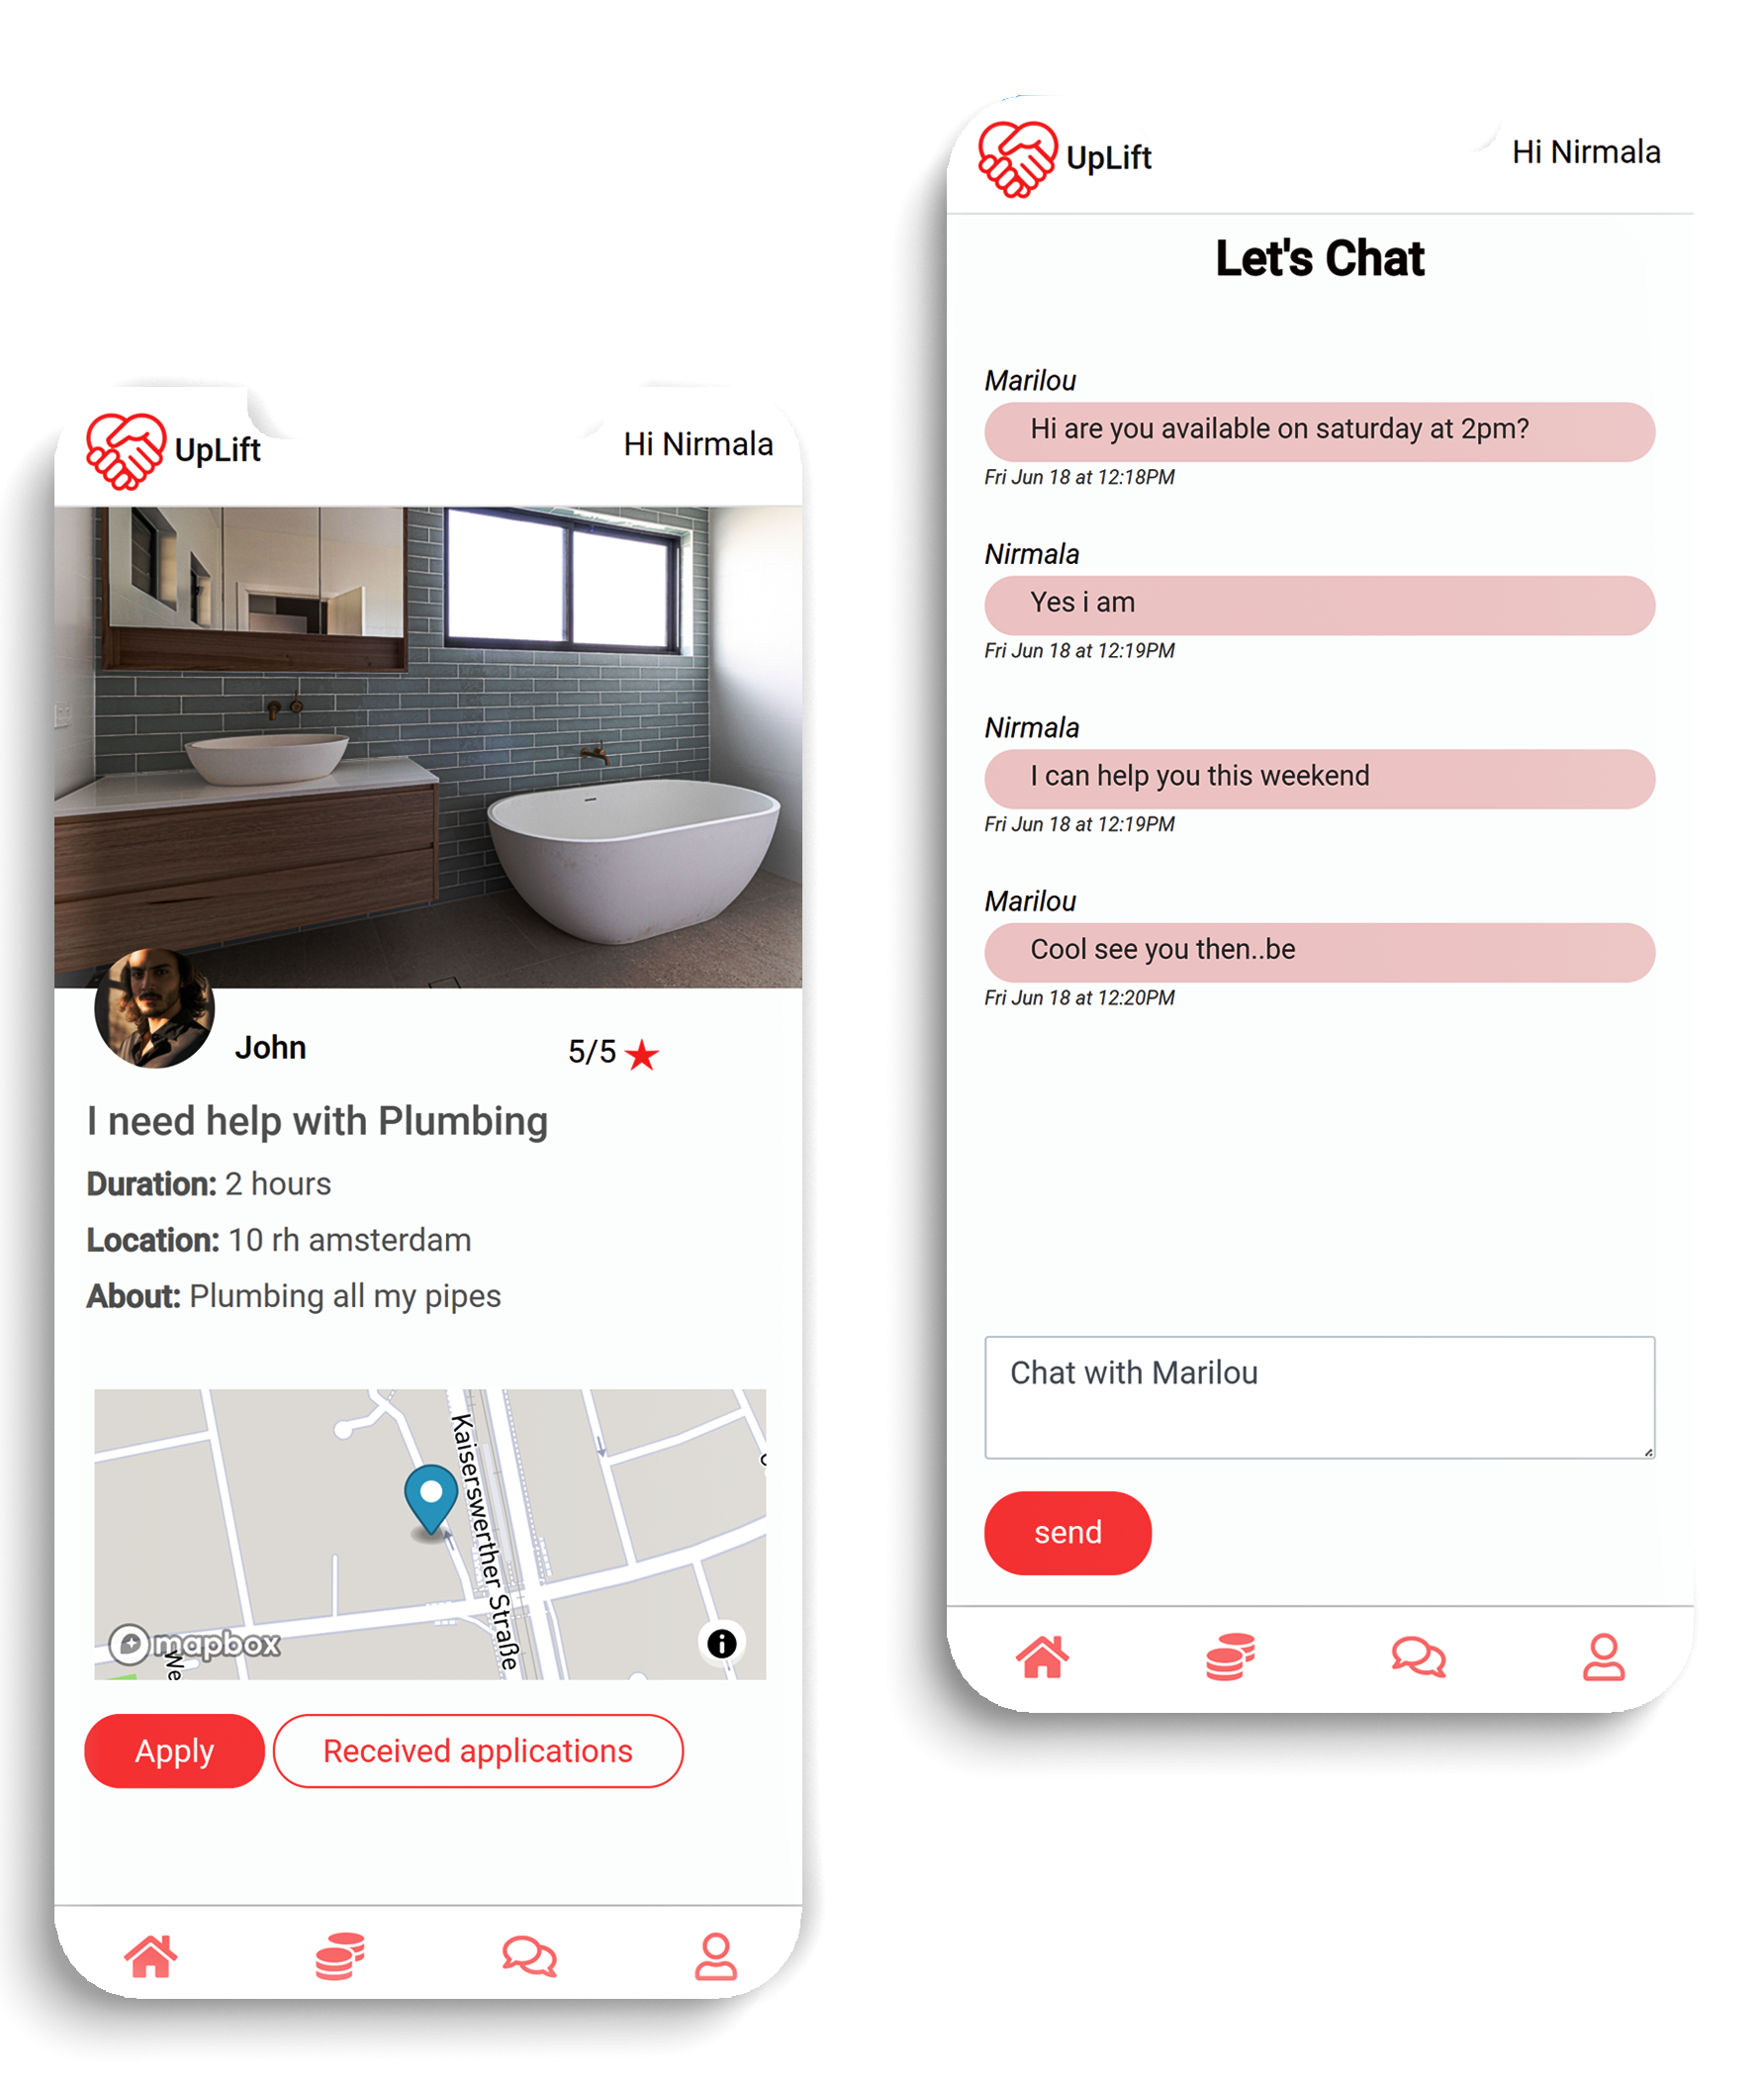 UpLift
Hi Nirmala
John
5/5
I need help with Plumbing
Duration: 2 hours
Location: 10 rh amsterdam
About: Plumbing all my pipes
Kaiserswerther Straße
mapbox
We
Apply
Received applications
UpLift
Hi Nirmala
Let's Chat
Marilou
Hi are you available on saturday at 2pm?
Fri Jun 18 at 12:18PM
Nirmala
Yes i am
Fri Jun 18 at 12:19PM
Nirmala
I can help you this weekend
Fri Jun 18 at 12:19PM
Marilou
Cool see you then..be
Fri Jun 18 at 12:20PM
Chat with Marilou
send